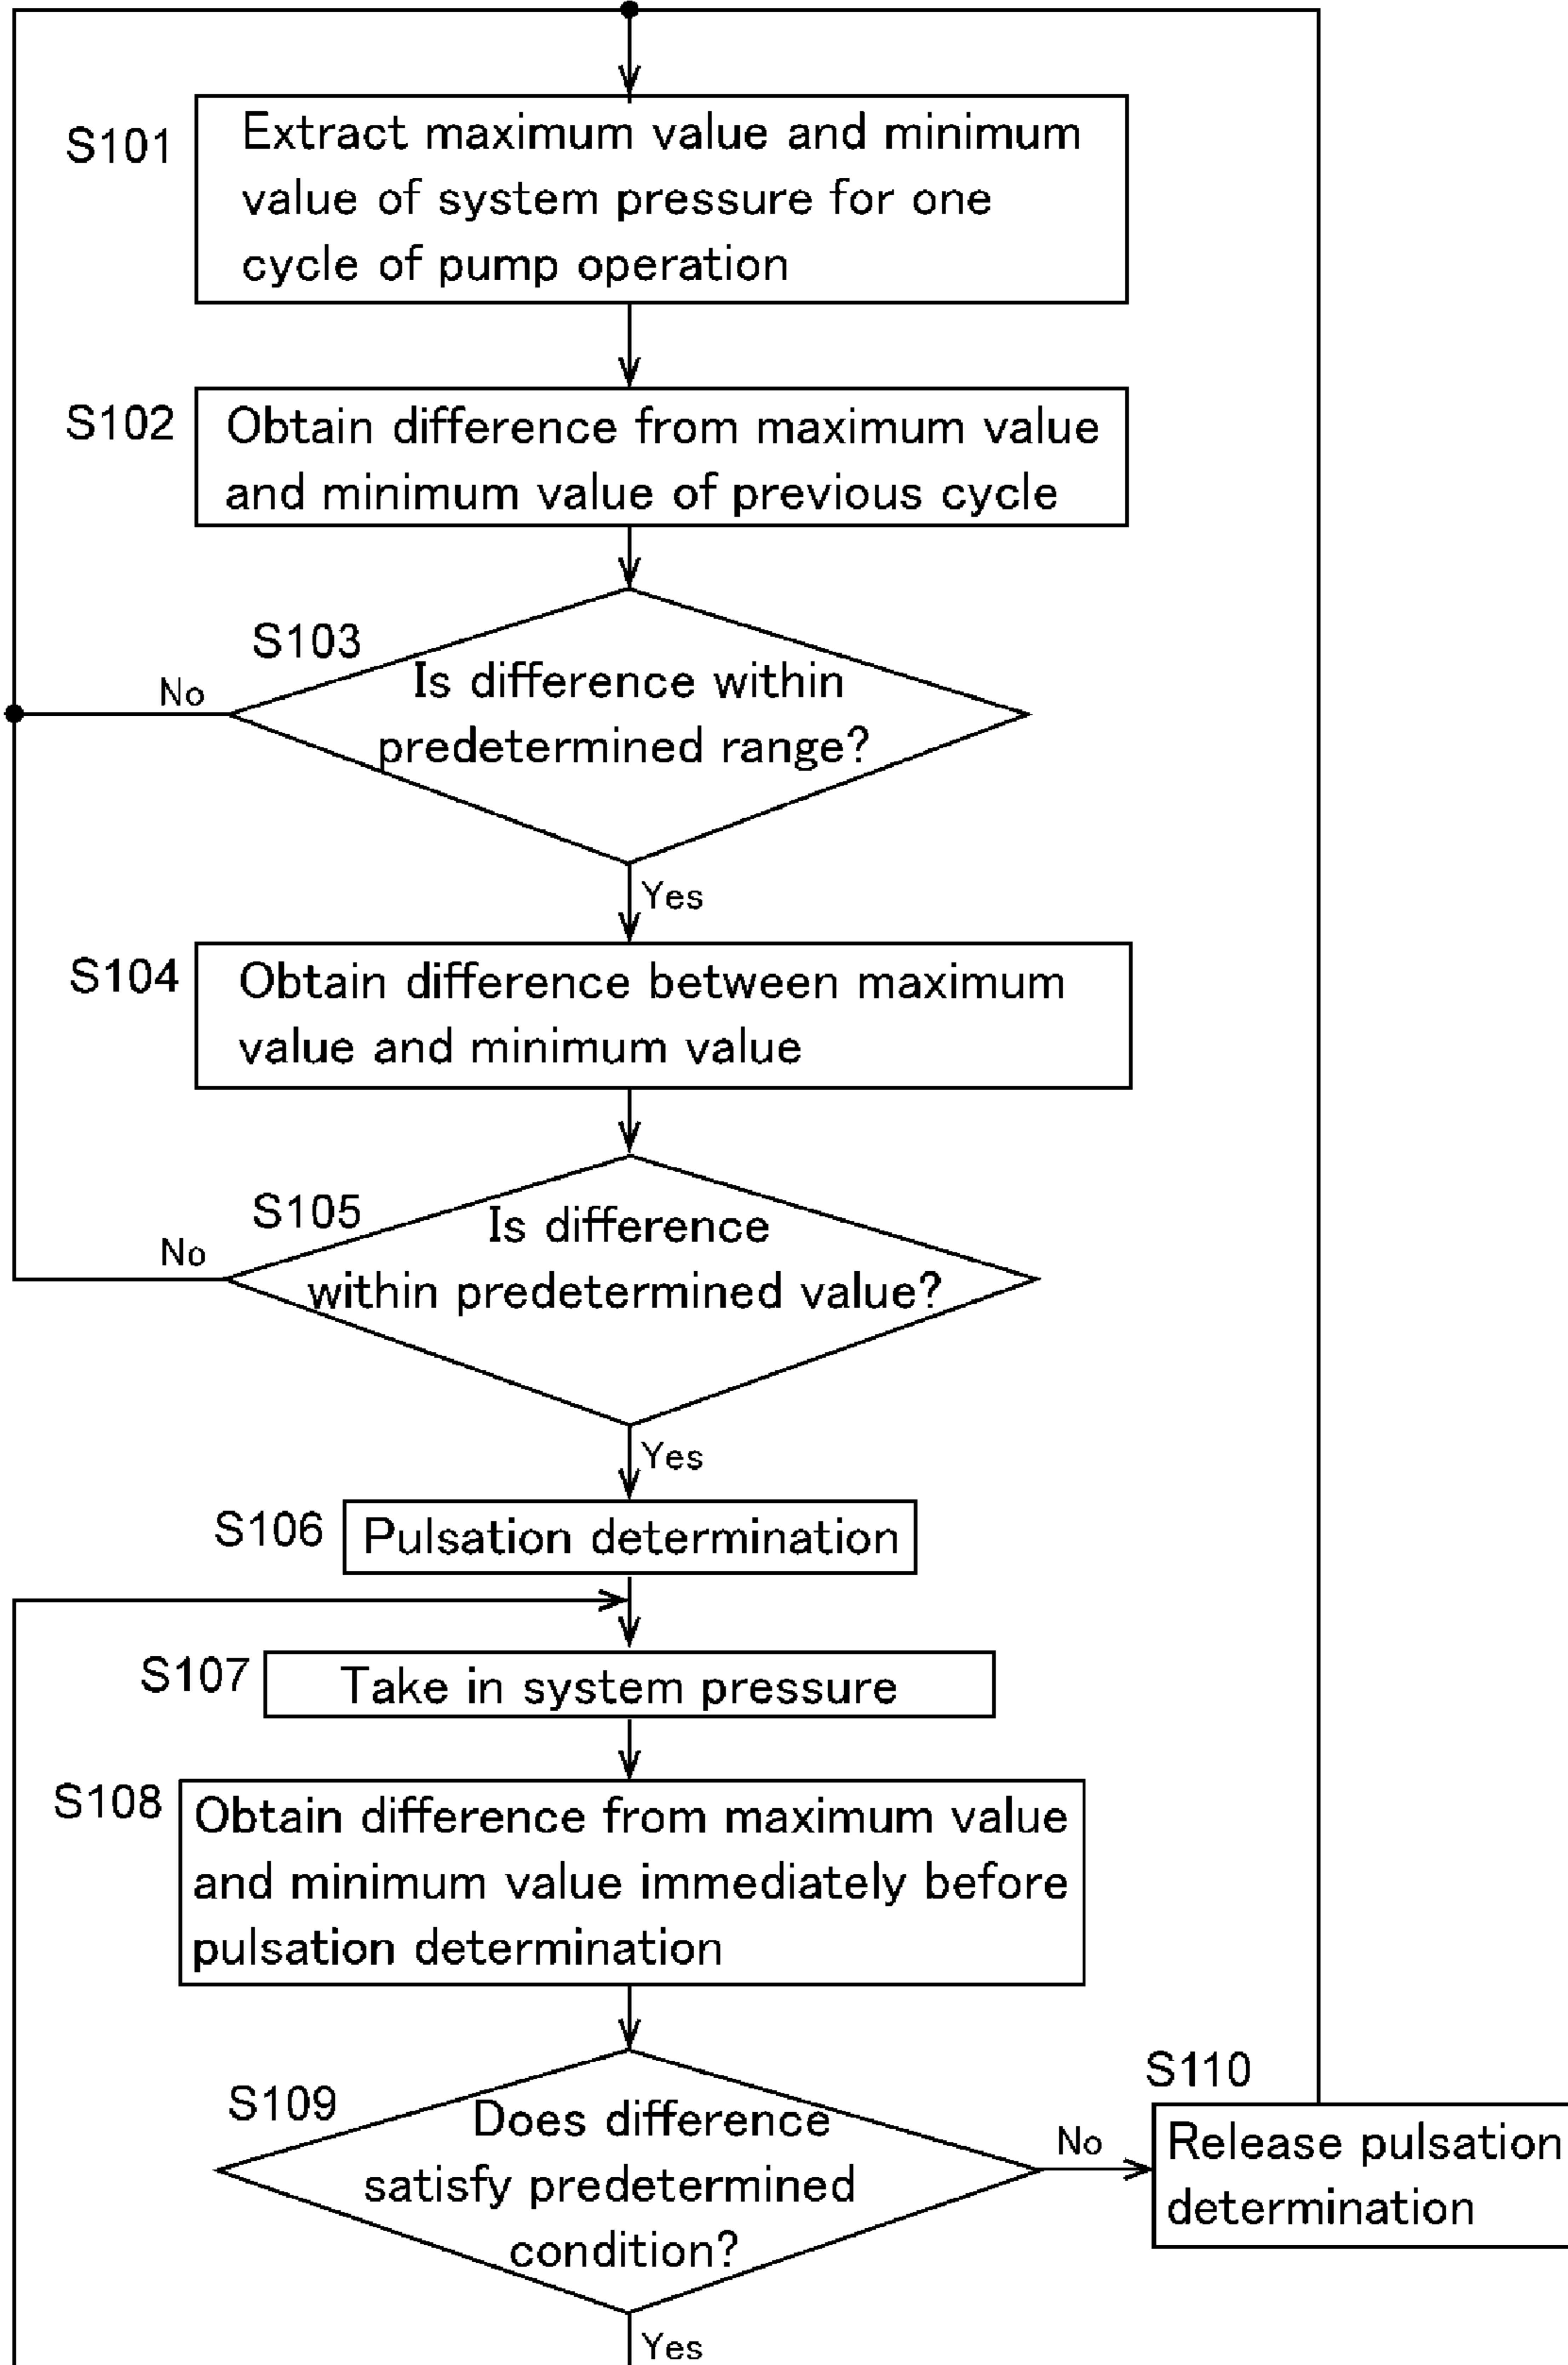 S101
Extract maximum value and minimum
value of system pressure for one
cycle of pump operation
S102
Obtain difference from maximum value
and minimum value of previous cycle
S103
Is difference within
predetermined range?
No
Yes
S104
Obtain difference between maximum
value and minimum value
S105
Is difference
within predetermined value?
No
Yes
S106
Pulsation determination
S107
Take in system pressure
S108
Obtain difference from maximum value
and minimum value immediately before
pulsation determination
S109
Does difference
satisfy predetermined
condition?
No
S110
Release pulsation
determination
Yes